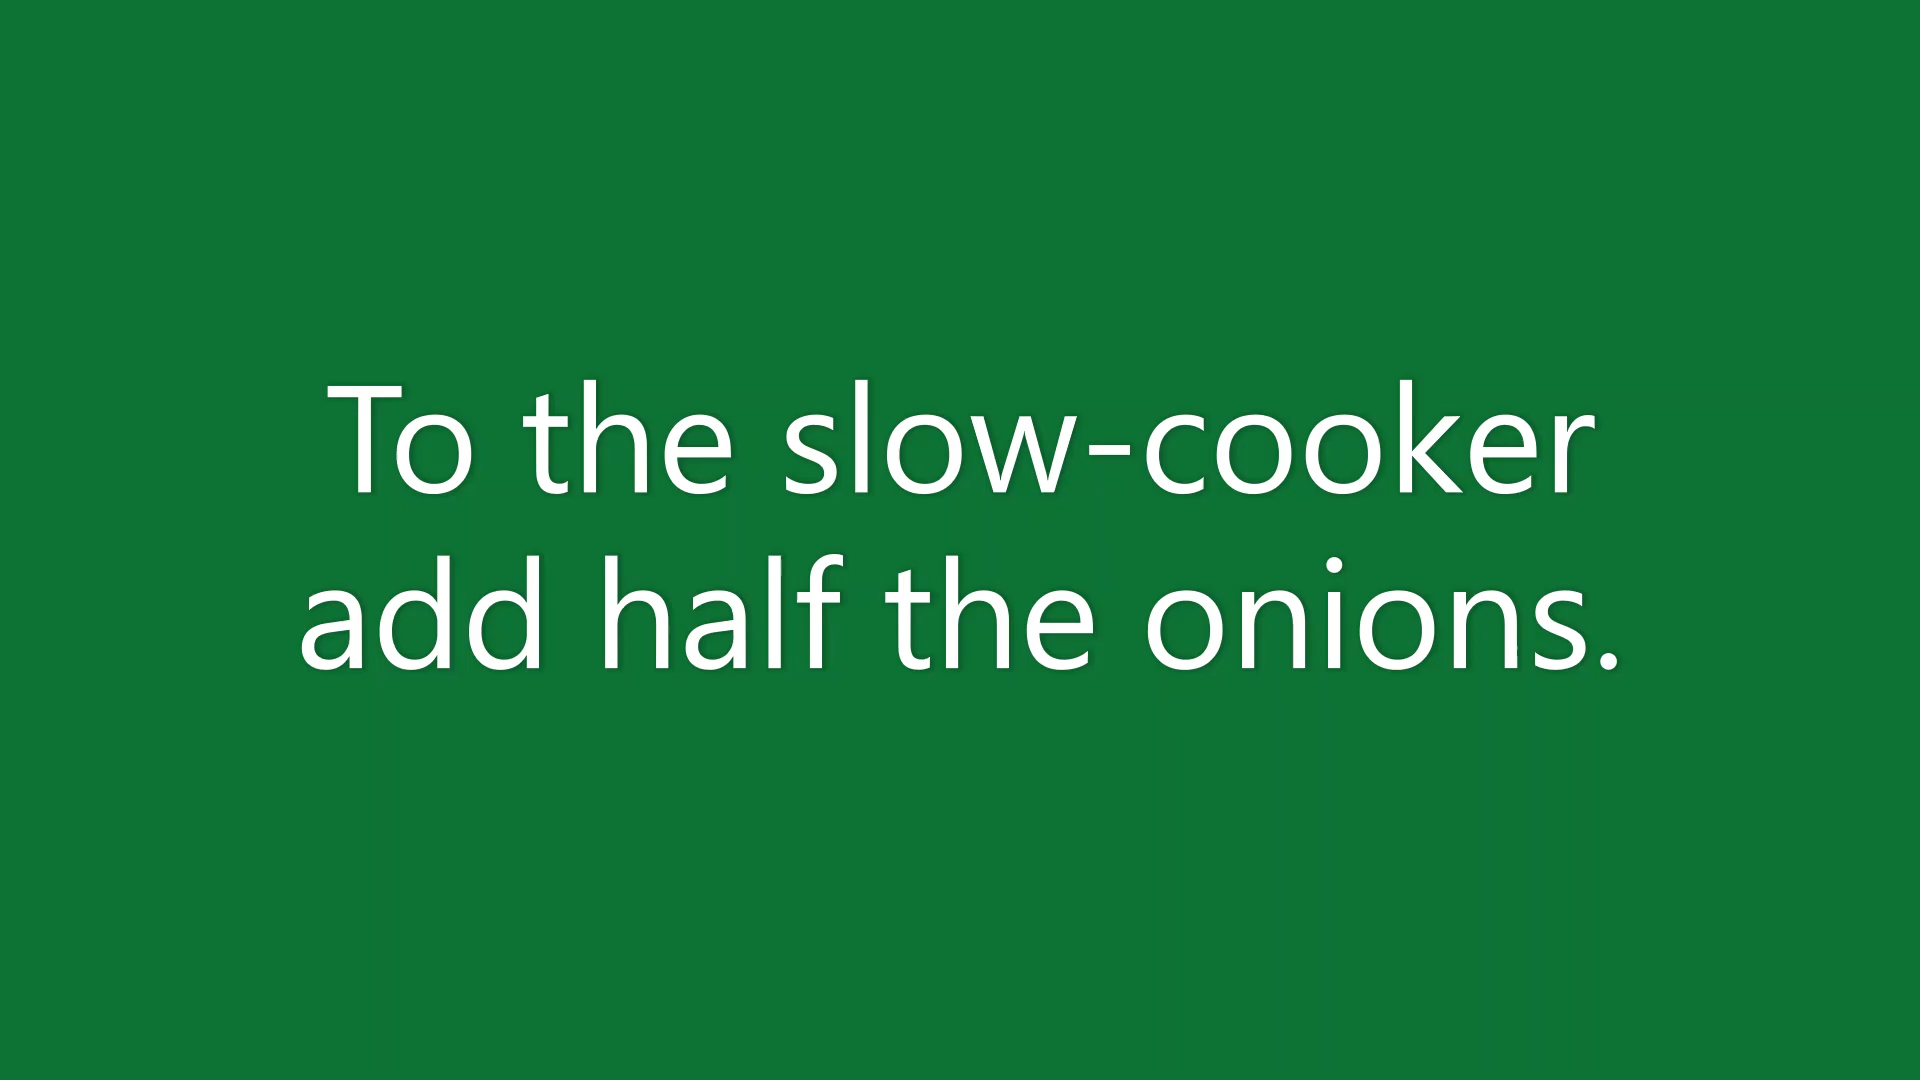 To the slow-cooker
add half the onions.